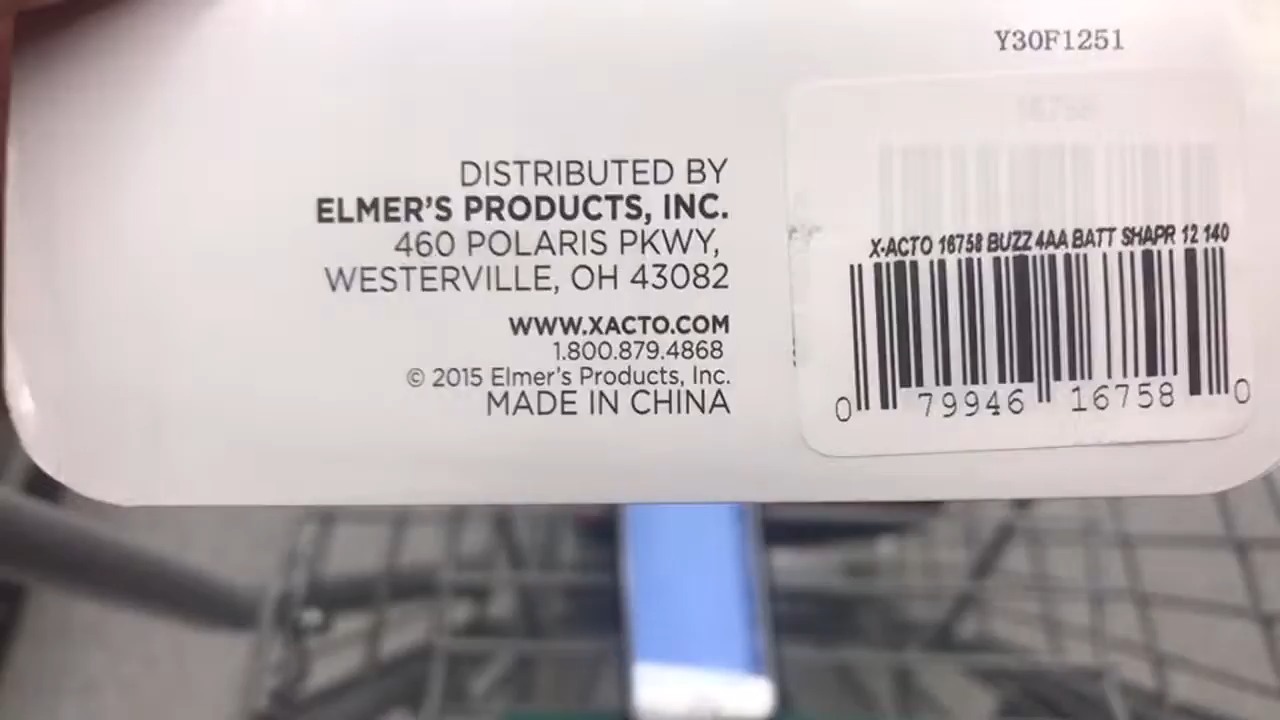 Y30F1251
DISTRIBUTED BY
ELMER'S PRODUCTS, INC.
460 POLARIS PKWY,
WESTERVILLE, OH 43082
WWW.XACTO.COM
1.800.879.4868
© 2015 Elmer's Products, Inc.
MADE IN CHINA
16758
X-ACTO 16758 BUZZ 4AA BATT SHAPR 12 140
0 79946 16758 0